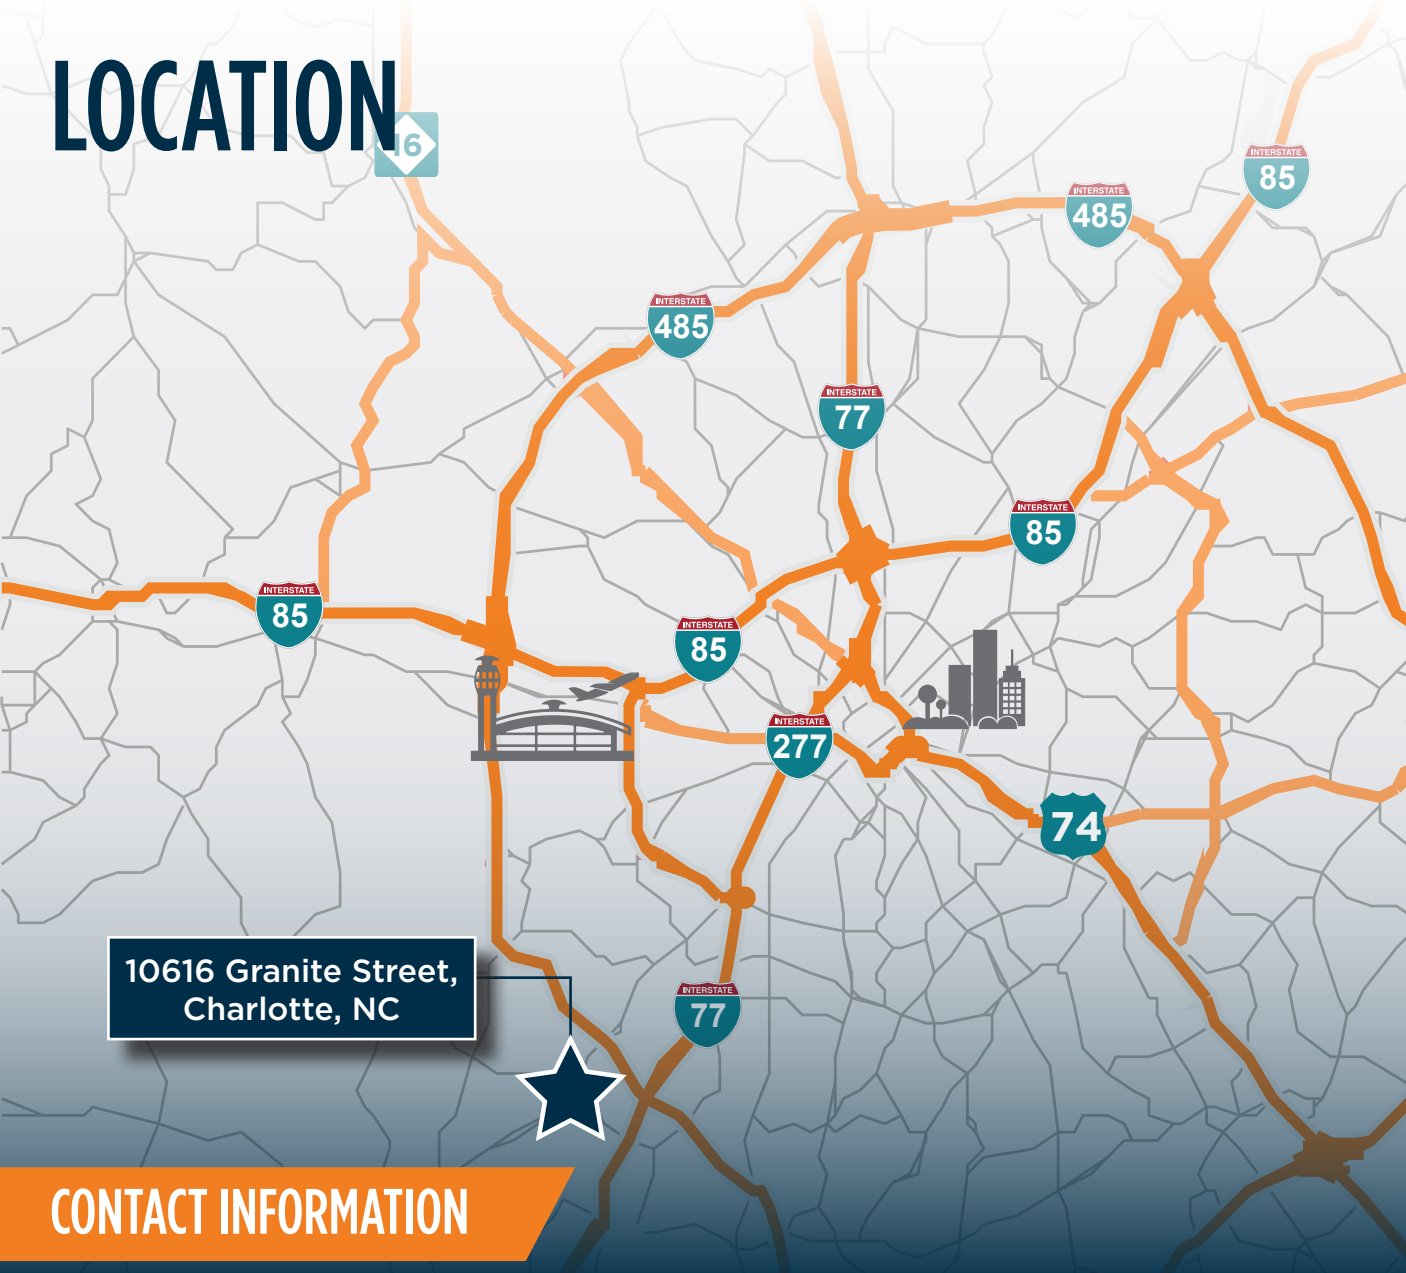 LOCATION
16
INTERSTATE
85
INTERSTATE
485
INTERSTATE
485
INTERSTATE
77
INTERSTATE
85
INTERSTATE
85
INTERSTATE
85
INTERSTATE
277
74
10616 Granite Street,
Charlotte, NC
INTERSTATE
77
CONTACT INFORMATION